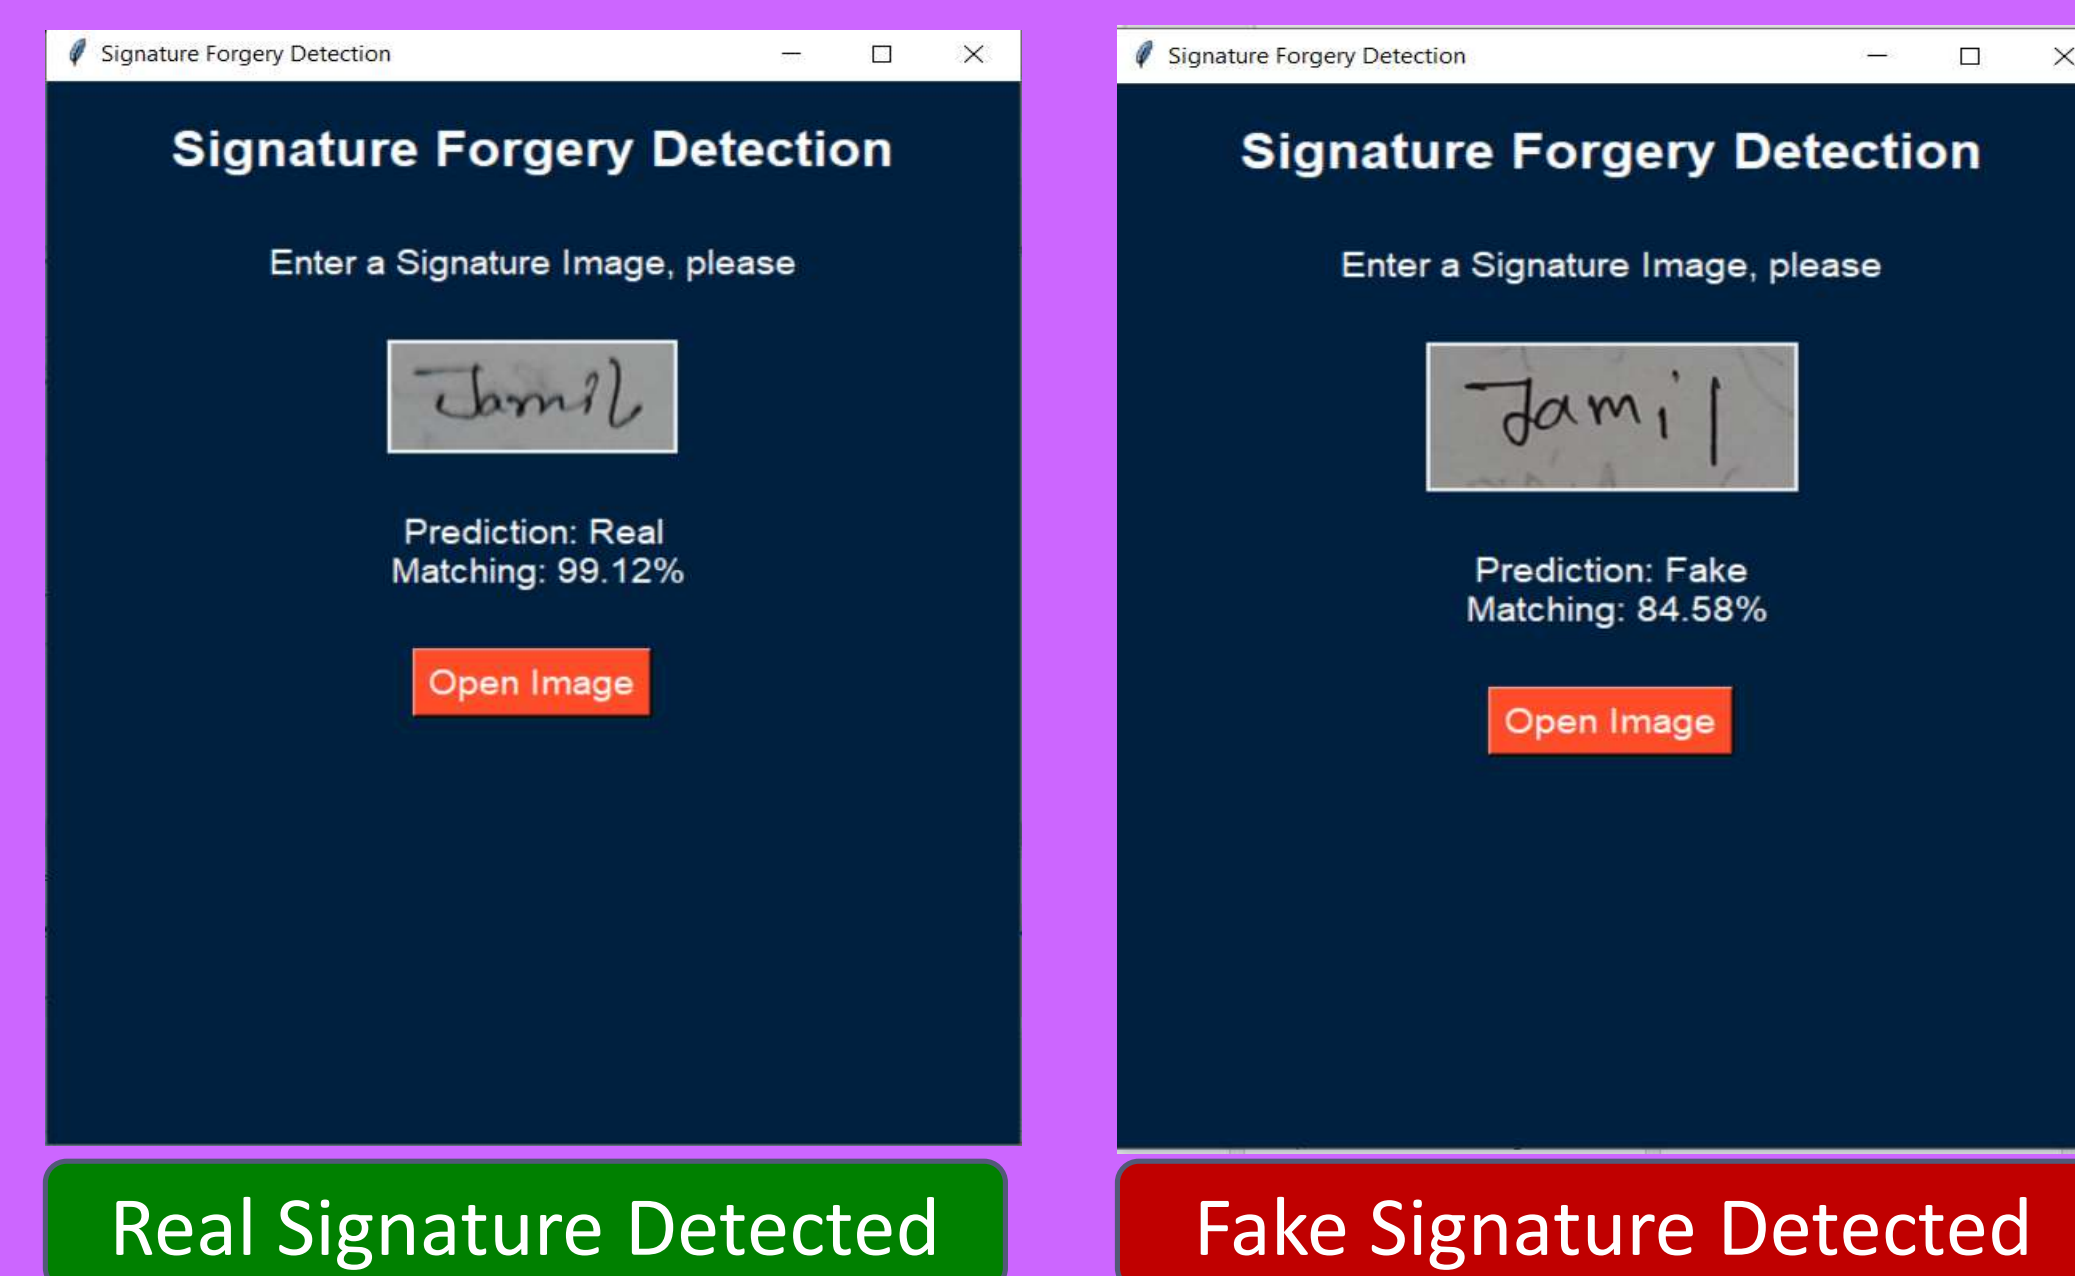 Signature Forgery Detection
Signature Forgery Detection
Enter a Signature Image, please
Jamil
Prediction: Real
Matching: 99.12%
Open Image
Real Signature Detected
Signature Forgery Detection
Signature Forgery Detection
Enter a Signature Image, please
Jamil
Prediction: Fake
Matching: 84.58%
Open Image
Fake Signature Detected